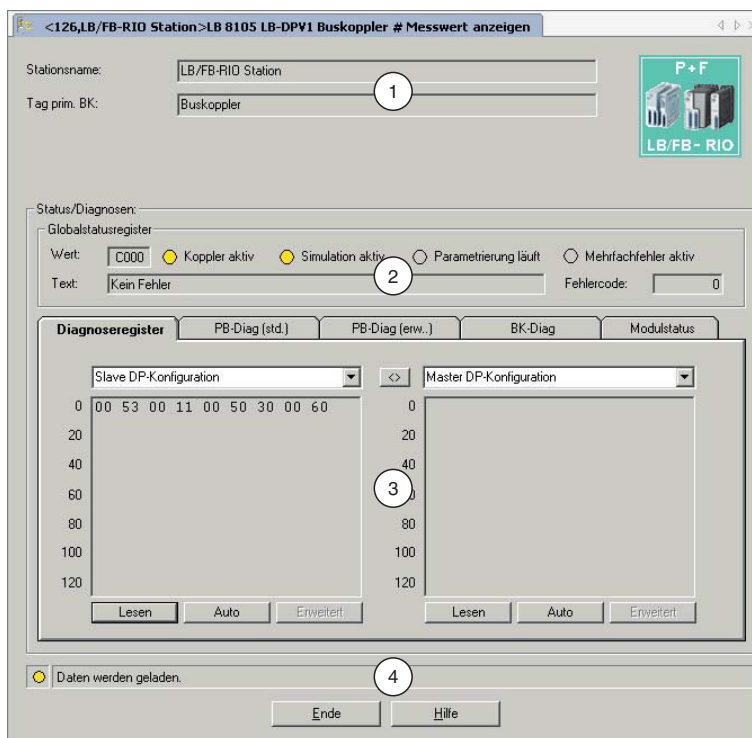 <126,LB/FB-RIO Station>LB 8105 LB-DPV1 Buskoppler # Messwert anzeigen
Stationsname: LB/FB-RIO Station
Tag prim. BK: Buskoppler
1
P+F
LB/FB - RIO
Status/Diagnosen:
Globalstatusregister
Wert: C000 Koppler aktiv Simulation aktiv Parametrierung läuft Mehrfachfehler aktiv
2
Text: Kein Fehler Fehlercode: 0
Diagnoseregister PB-Diag (std.) PB-Diag (erw..) BK-Diag Modulstatus
Slave DP-Konfiguration <> Master DP-Konfiguration
0 00 53 00 11 00 50 30 00 60 0
20 20
40 40
60 3 0
80 80
100 100
120 120
Lesen Auto Erweitert Lesen Auto Erweitert
Daten werden geladen.
4
Ende Hilfe